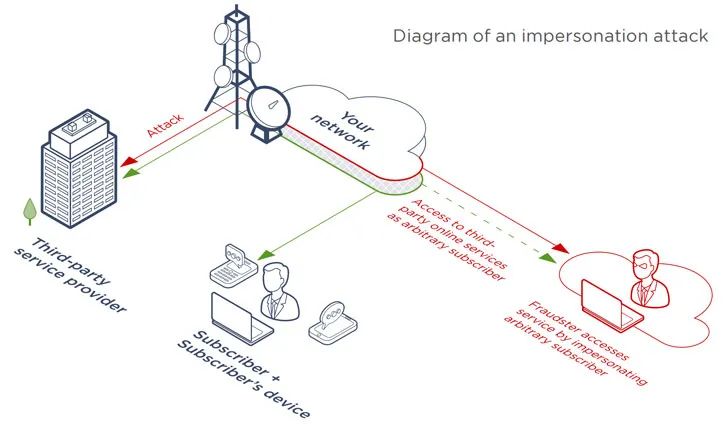 Diagram of an impersonation attack
Your
network
Attack
Third-party
service provider
Access to third-
party online services
as arbitrary subscriber
Subscriber +
Subscriber's device
Fraudster accesses
service by impersonating
arbitrary subscriber